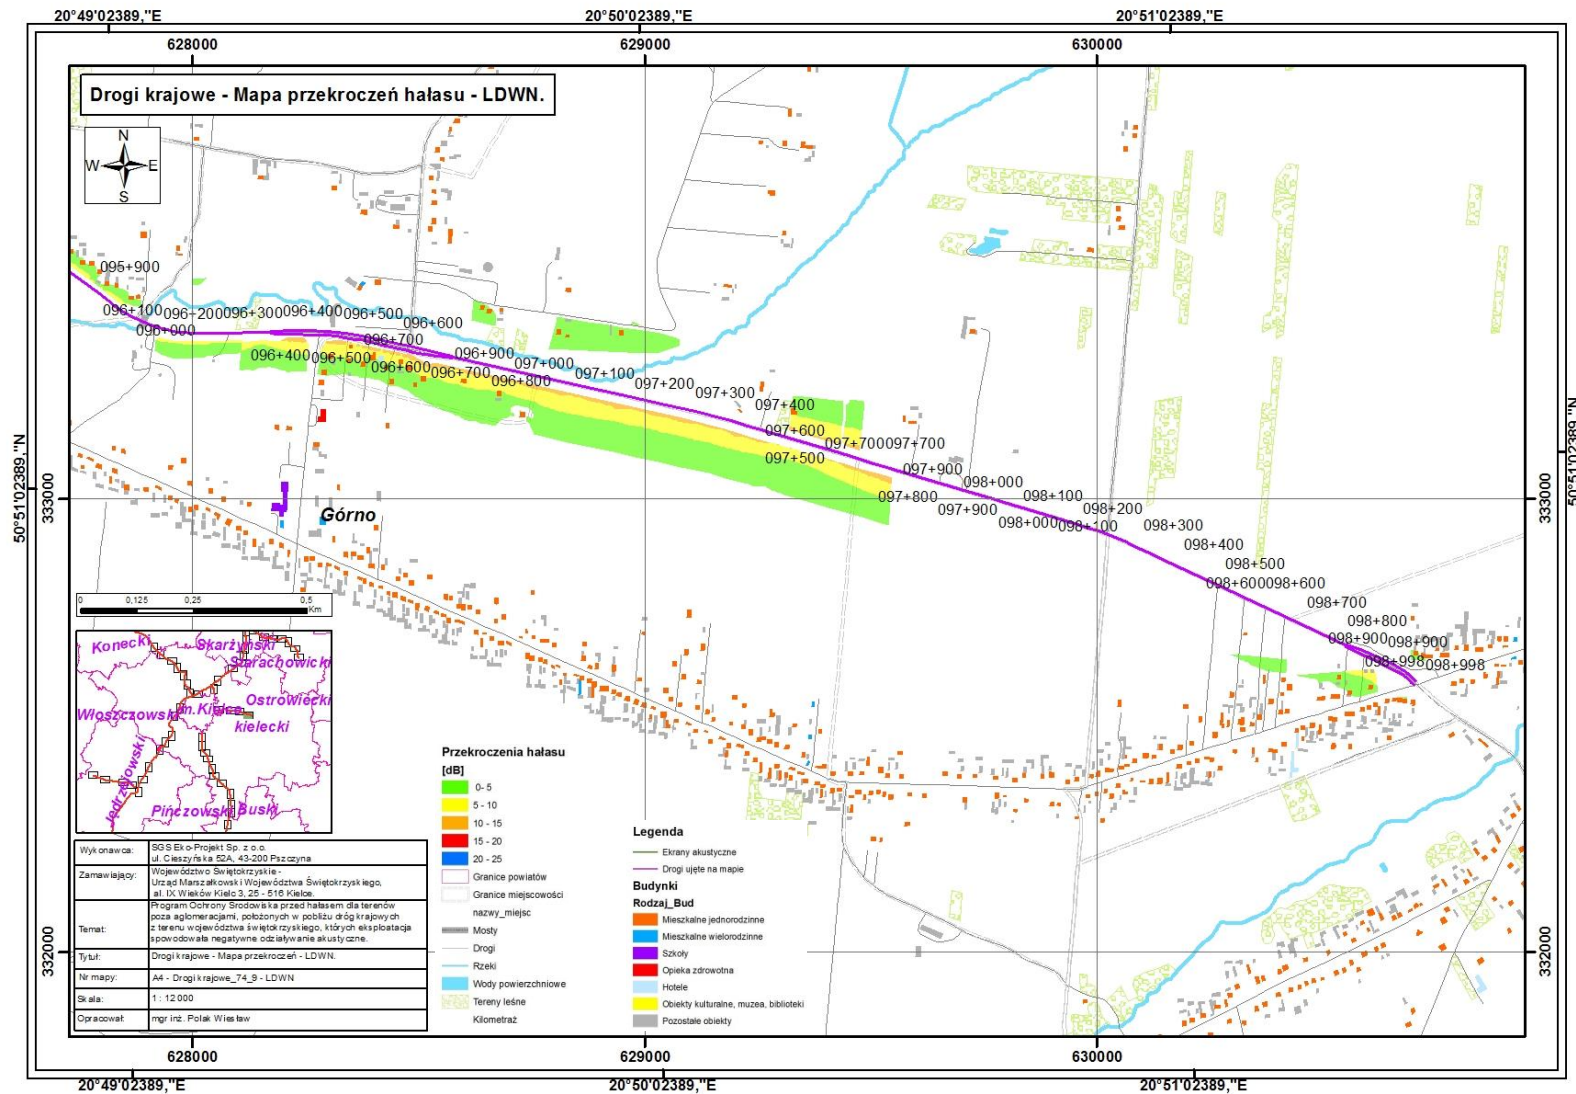 20°49'02389,"E
20°50'02389,"E
20°51'02389,"E
628000
629000
630000
Drogi krajowe - Mapa przekroczeń hałasu - LDWN.
N
W E
S
095+900
096+100
096+200
096+300
096+400
096+500
096+600
096+000
096+700
096+400
096+500
096+600
096+700
096+800
096+900
097+000
097+100
097+200
097+300
097+400
097+600
097+500
097+700
097+700
097+900
097+800
098+000
097+900
098+100
098+000
098+200
098+100
098+300
098+400
098+500
098+600
098+600
098+700
098+800
098+900
098+900
098+998
098+998
50°51'02389,"N
333000
333000
50°51'02389,"N
Górno
0 0,125 0,25 0,5
Km
Konecki
Skarżyński
Starachowicki
Ostrowiecki
Włoszczowski
m.Kielce
kielecki
Jędrzejowski
Pińczowski
Buski
Wykonawca: SGS Eko-Projekt Sp. z o.o.
ul. Cieszyńska 52A, 43-200 Pszczyna
Zamawiający: Województwo Świętokrzyskie -
Urząd Marszałkowski Województwa Świętokrzyskiego,
al. IX Wieków Kielc 3, 25 - 516 Kielce.
Temat: Program Ochrony Środowiska przed hałasem dla terenów
poza aglomeracjami, położonych w pobliżu dróg krajowych
z terenu województwa świętokrzyskiego, których eksploatacja
spowodowała negatywne oddziaływanie akustyczne.
Tytuł: Drogi krajowe - Mapa przekroczeń - LDWN.
Nr mapy: A4 - Drogi krajowe_74_9 - LDWN
Skala: 1 : 12 000
Opracował: mgr inż. Polak Wiesław
Przekroczenia hałasu
[dB]
0- 5
5 - 10
10 - 15
15 - 20
20 - 25
Granice powiatów
Granice miejscowości
nazwy_miejsc
Mosty
Drogi
Rzeki
Wody powierzchniowe
Tereny leśne
Kilometraż
Legenda
Ekrany akustyczne
Drogi ujęte na mapie
Budynki
Rodzaj_Bud
Mieszkalne jednorodzinne
Mieszkalne wielorodzinne
Szkoły
Opieka zdrowotna
Hotele
Obiekty kulturalne, muzea, biblioteki
Pozostałe obiekty
332000
332000
628000
629000
630000
20°49'02389,"E
20°50'02389,"E
20°51'02389,"E